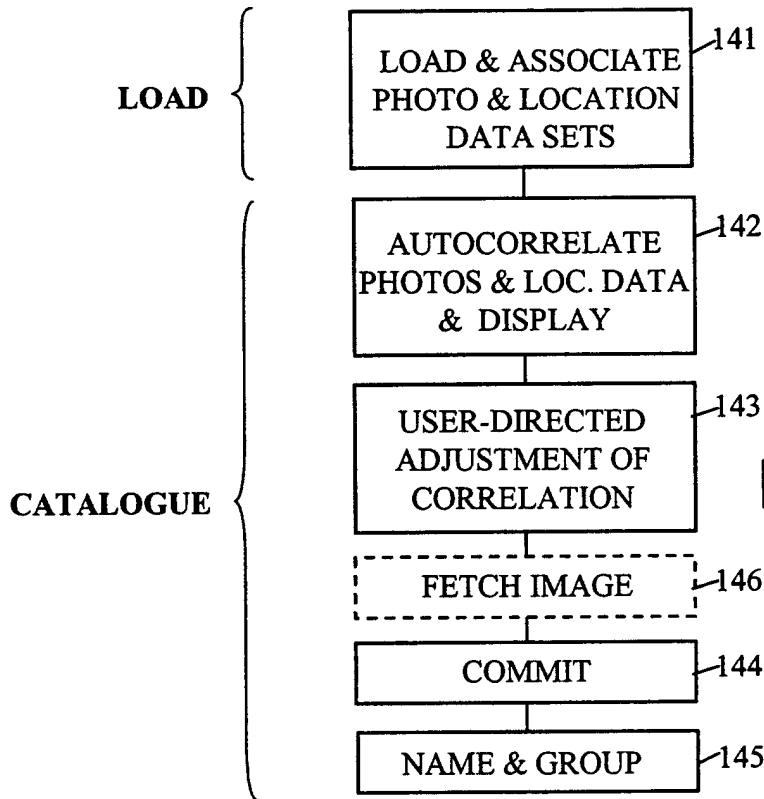 141
LOAD & ASSOCIATE
PHOTO & LOCATION
DATA SETS
LOAD
142
AUTOCORRELATE
PHOTOS & LOC. DATA
& DISPLAY
143
USER-DIRECTED
ADJUSTMENT OF
CORRELATION
CATALOGUE
FETCH IMAGE
146
COMMIT
144
NAME & GROUP
145